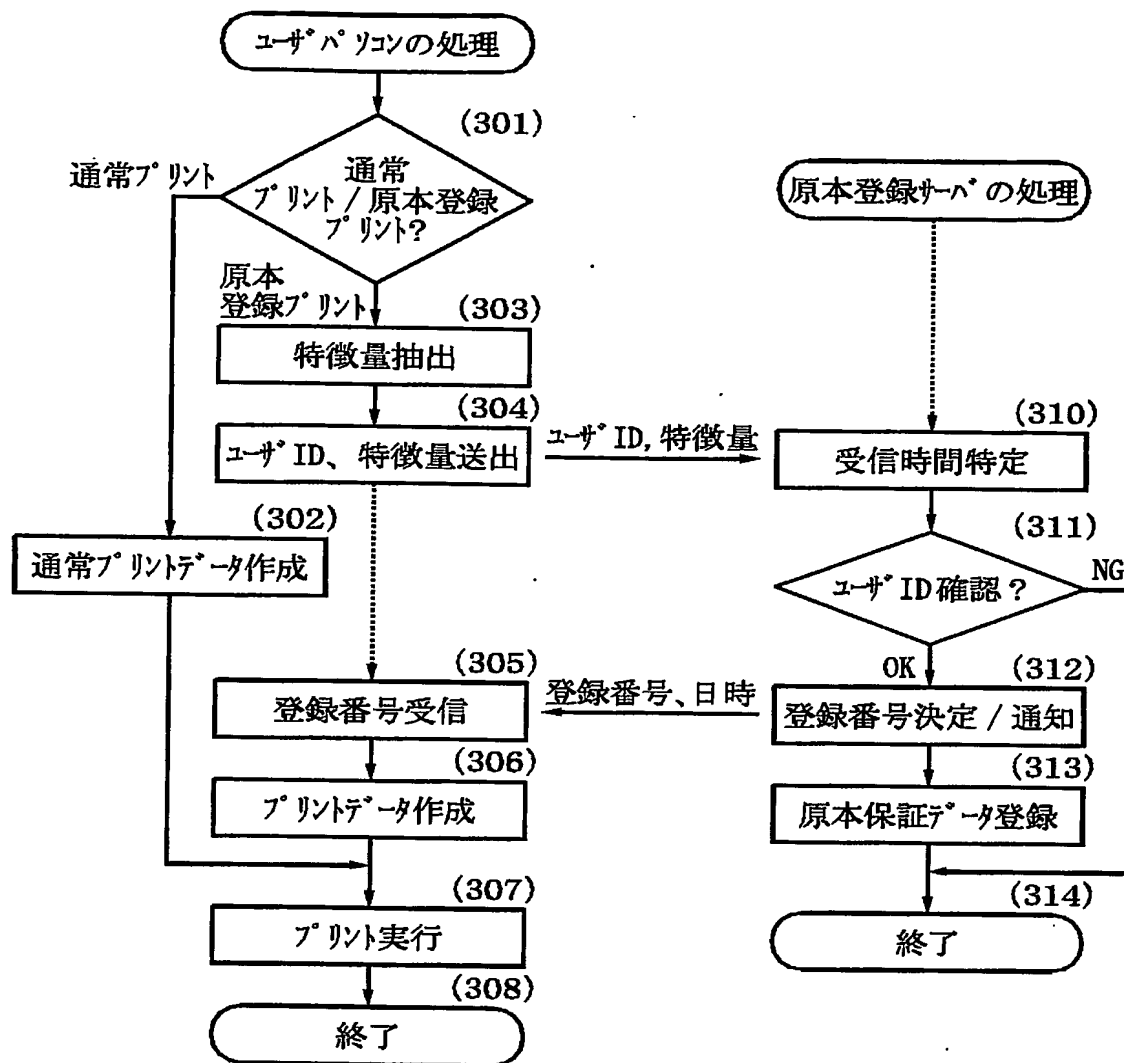 ユーザパソコンの処理
(301)
通常プリント
通常
プリント/原本登録
プリント?
原本
登録プリント
(303)
特徴量抽出
(304)
ユーザID、特徴量送出
ユーザID,特徴量
(302)
通常プリントデータ作成
(305)
登録番号受信
登録番号、日時
(306)
プリントデータ作成
(307)
プリント実行
(308)
終了
原本登録サーバの処理
(310)
受信時間特定
(311)
ユーザID確認?
NG
OK
(312)
登録番号決定/通知
(313)
原本保証データ登録
(314)
終了